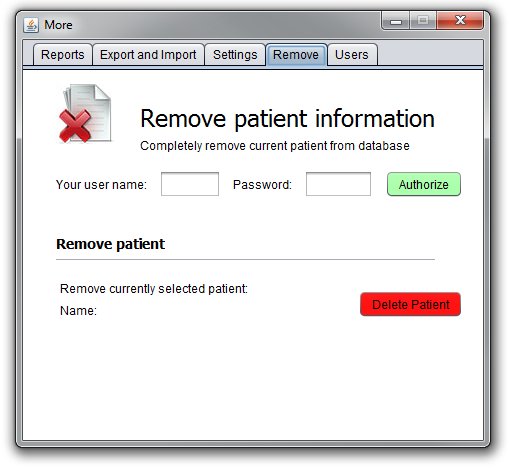 More
Reports Export and Import Settings Remove Users
Remove patient information
Completely remove current patient from database
Your user name: Password: Authorize
Remove patient
Remove currently selected patient:
Name:
Delete Patient